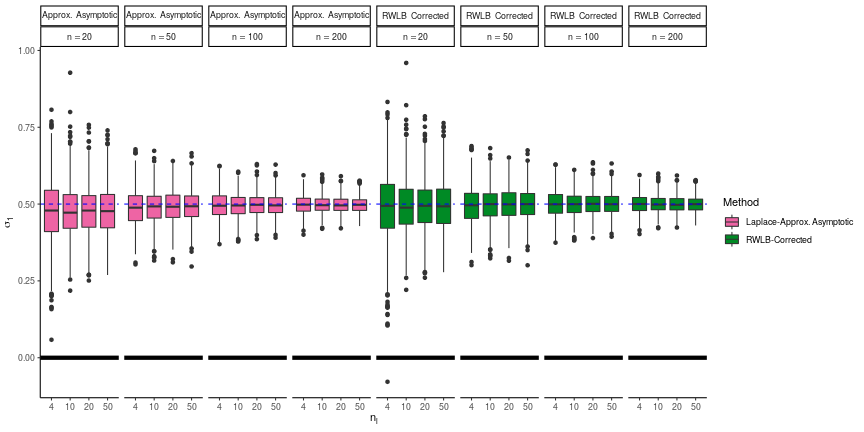 Approx. Asymptotic Approx. Asymptotic Approx. Asymptotic Approx. Asymptotic RWLB Corrected RWLB Corrected RWLB Corrected RWLB Corrected
n = 20 n = 50 n = 100 n = 200 n = 20 n = 50 n = 100 n = 200
1.00
0.75
0.50
0.25
0.00
σ1
4 10 20 50 4 10 20 50 4 10 20 50 4 10 20 50 4 10 20 50 4 10 20 50 4 10 20 50 4 10 20 50
ni
Method
Laplace-Approx. Asymptotic
RWLB-Corrected